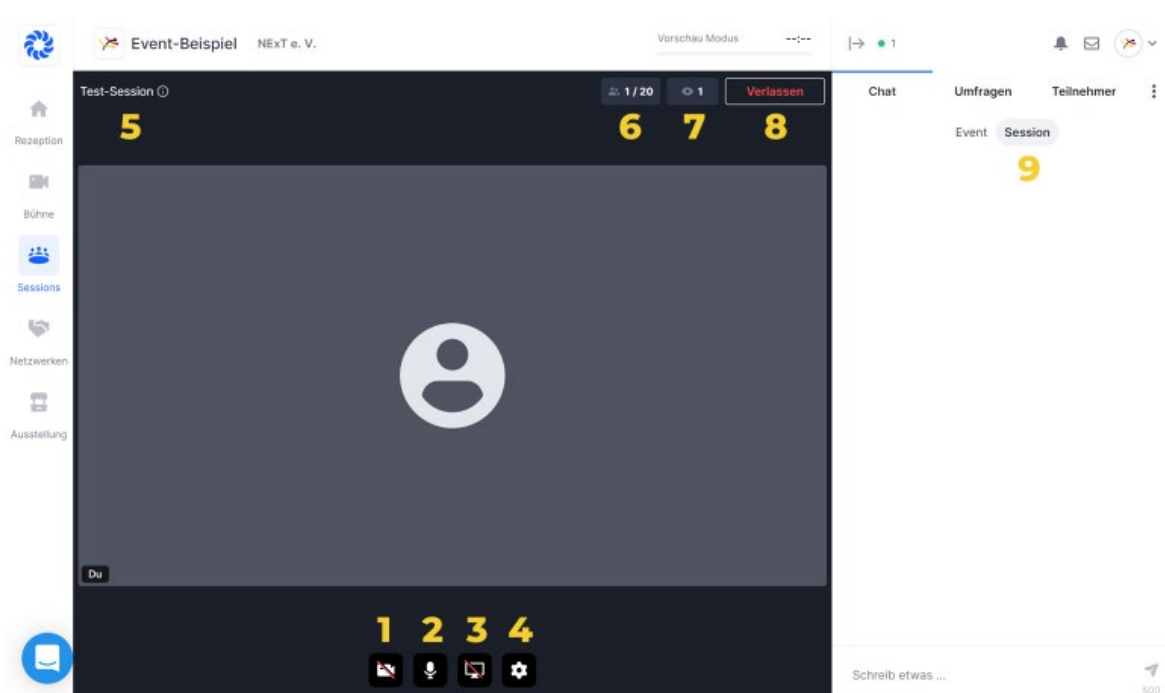 Event-Beispiel NExT e. V. Vorschau Modus --:-- 1
Test-Session 1 / 20 1 Verlassen
5 6 7 8
Chat Umfragen Teilnehmer
Event Session
9
Rezeption
Bühne
Sessions
Netzwerken
Ausstellung
Du
1 2 3 4
Schreib etwas ...
500